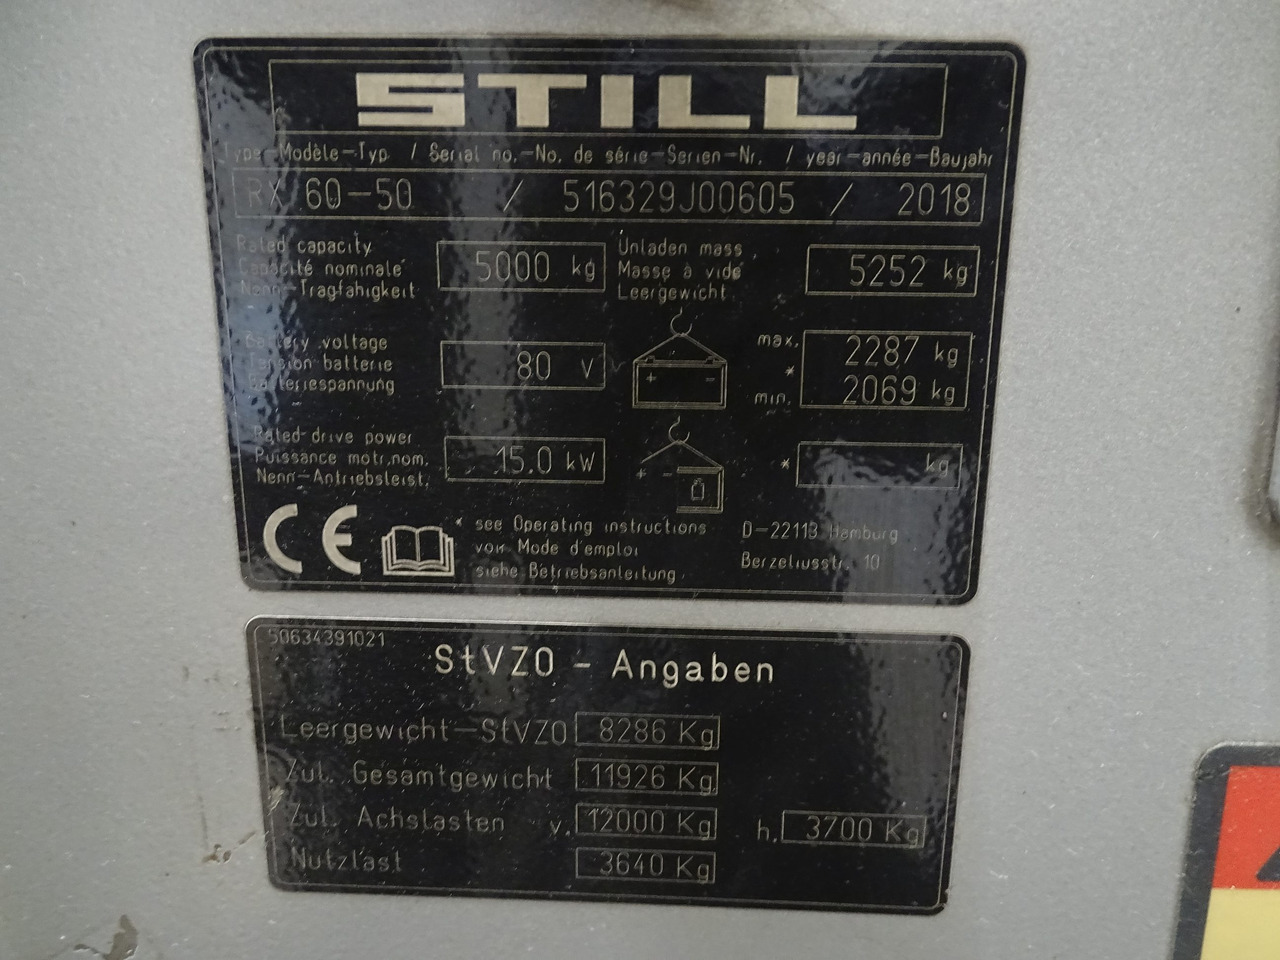 STILL
Type-Modèle-Typ / Serial no.-No. de série-Serien-Nr. / year-année-Baujahr
RX 60-50 / 516329J00605 / 2018
Rated capacity
Capacité nominale
Nenn-Tragfähigkeit
5000 kg
Unladen mass
Masse à vide
Leergewicht
5252 kg
Battery voltage
Tension batterie
Batteriespannung
80 V
+ -
max. 2287 kg
*
min. 2069 kg
Rated-drive power
Puissance motr.nom.
Nenn-Antriebsleist.
15.0 kW
+ -
* kg
CE
* see Operating instructions
voir Mode d'emploi
siehe Betriebsanleitung
D-22113 Hamburg
Berzeliusstr. 10
50634391021
StVZO - Angaben
Leergewicht-StVZO 8286 Kg
Zul. Gesamtgewicht 11926 Kg
Zul. Achslasten v. 12000 Kg h. 3700 Kg
Nutzlast 3640 Kg